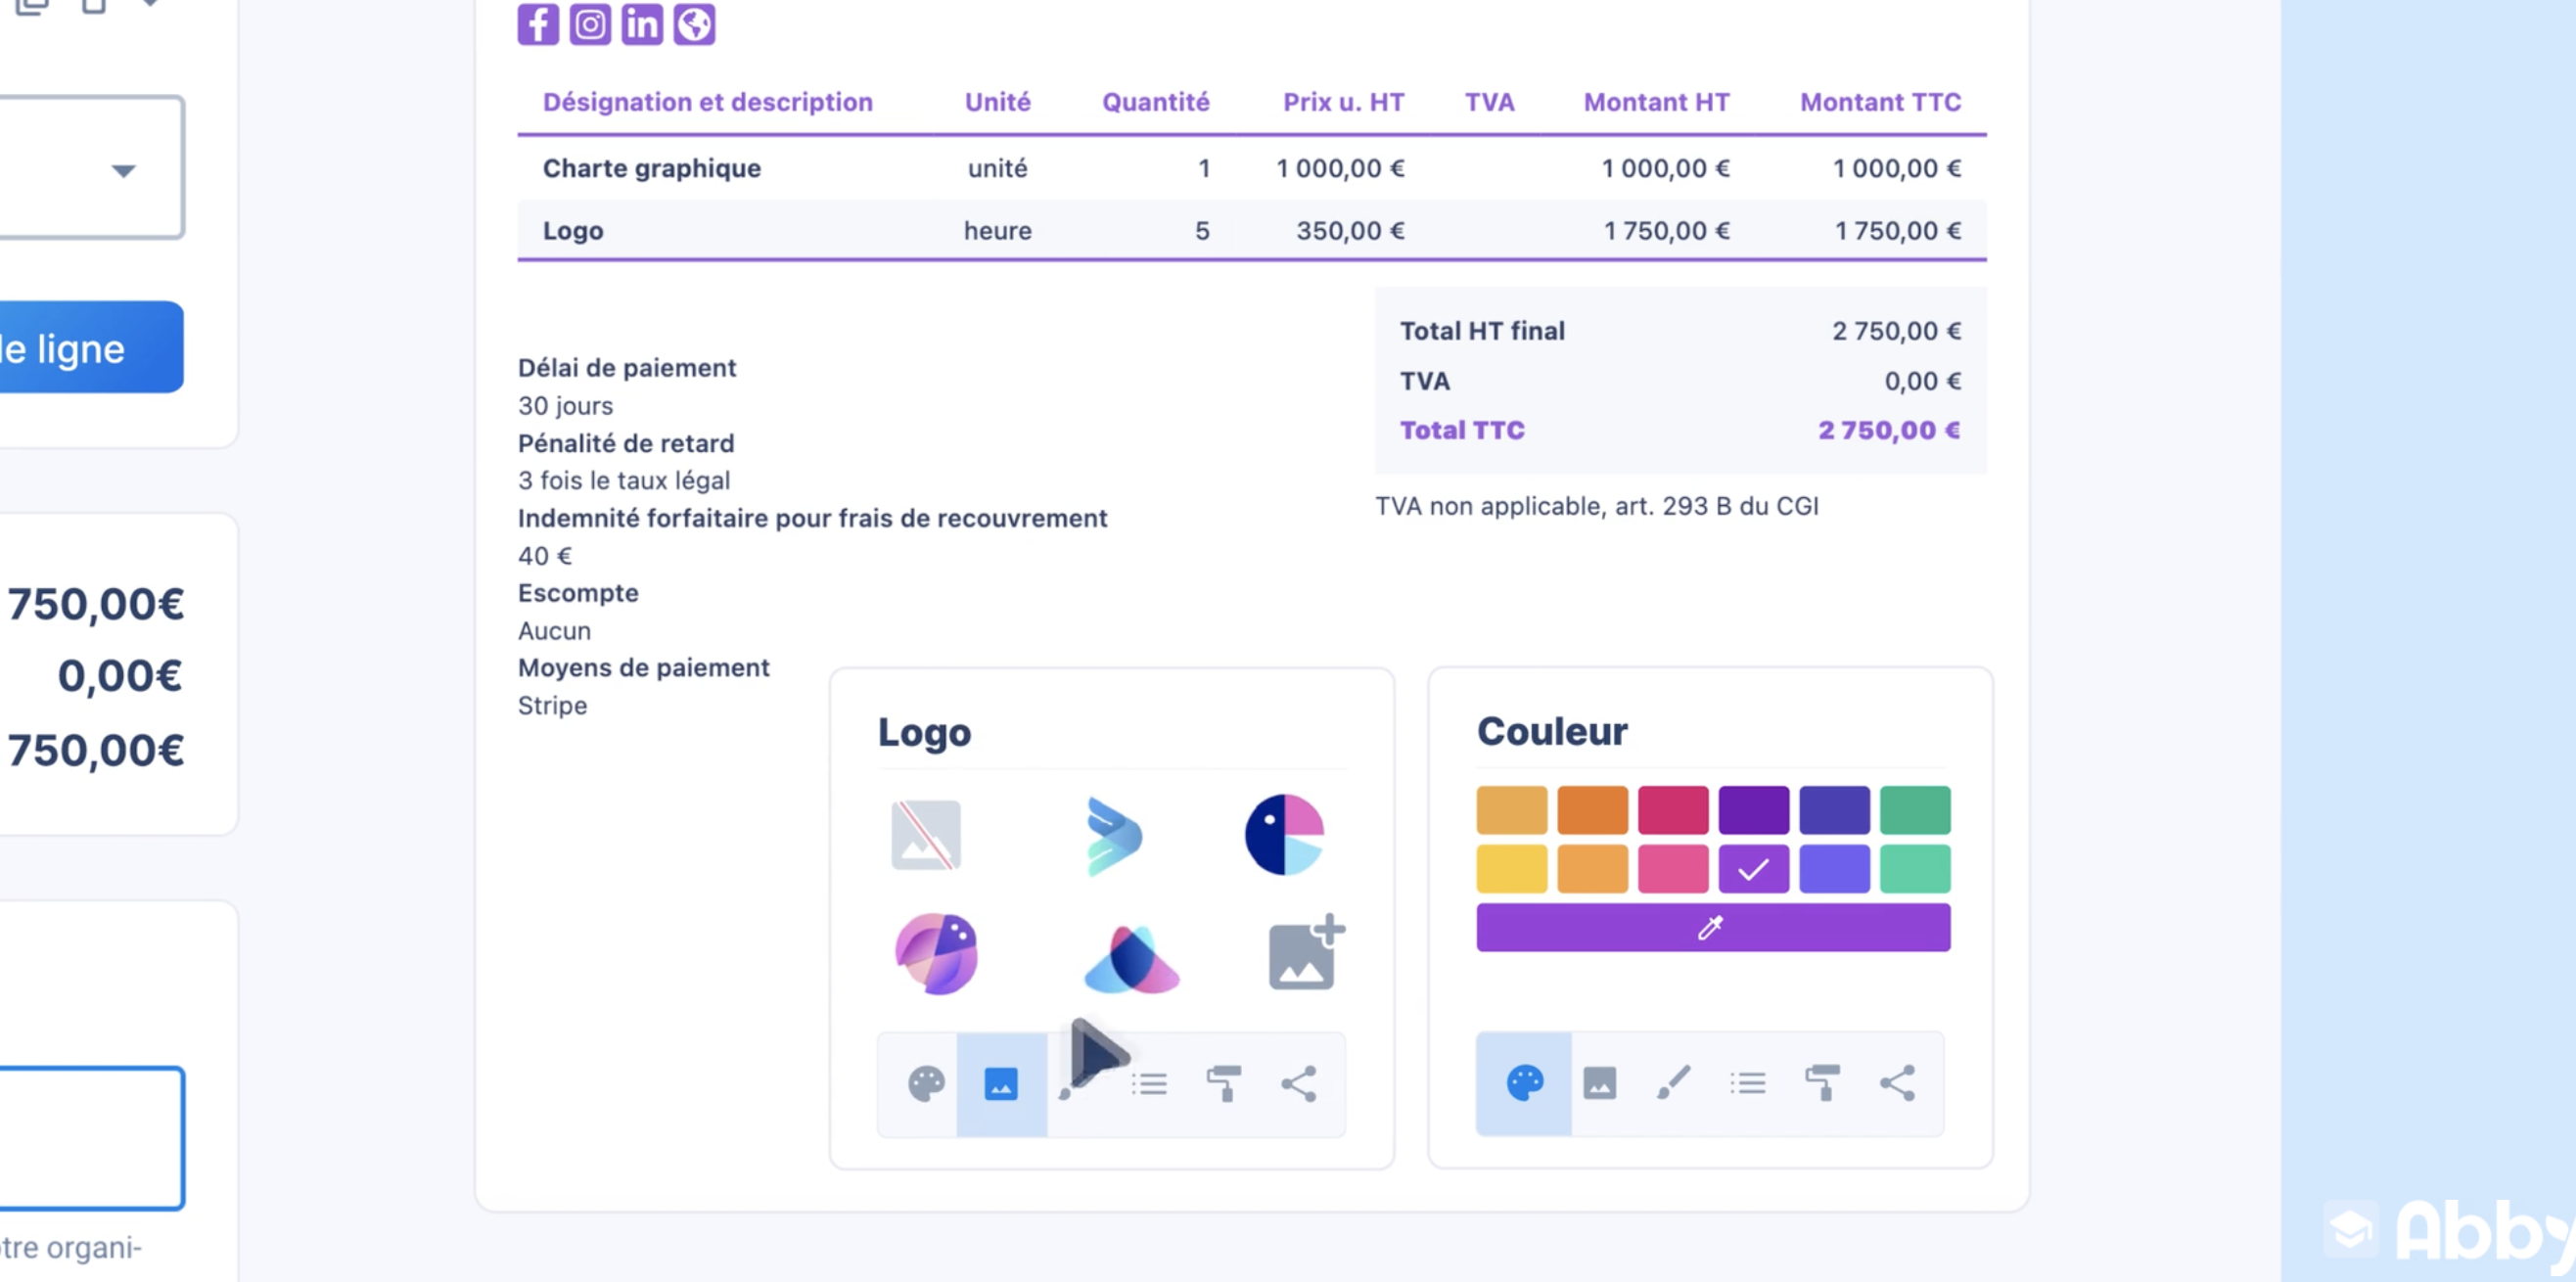 Désignation et description Unité Quantité Prix u. HT TVA Montant HT Montant TTC
Charte graphique unité 1 1 000,00 € 1 000,00 € 1 000,00 €
Logo heure 5 350,00 € 1 750,00 € 1 750,00 €
le ligne
Total HT final 2 750,00 €
TVA 0,00 €
Total TTC 2 750,00 €
TVA non applicable, art. 293 B du CGI
Délai de paiement
30 jours
Pénalité de retard
3 fois le taux légal
Indemnité forfaitaire pour frais de recouvrement
40 €
Escompte
Aucun
Moyens de paiement
Stripe
750,00€
0,00€
750,00€
Logo
Couleur
tre organi-
Abby